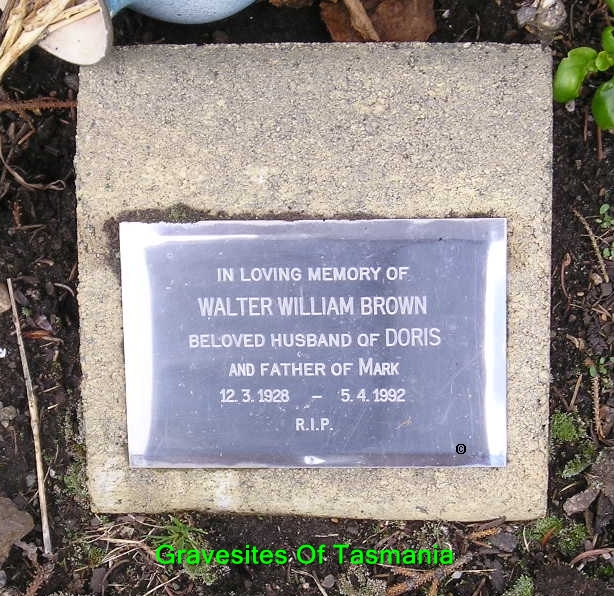 IN LOVING MEMORY OF
WALTER WILLIAM BROWN
BELOVED HUSBAND OF DORIS
AND FATHER OF MARK
12.3.1928 – 5.4.1992
R.I.P.
©
Gravesites Of Tasmania